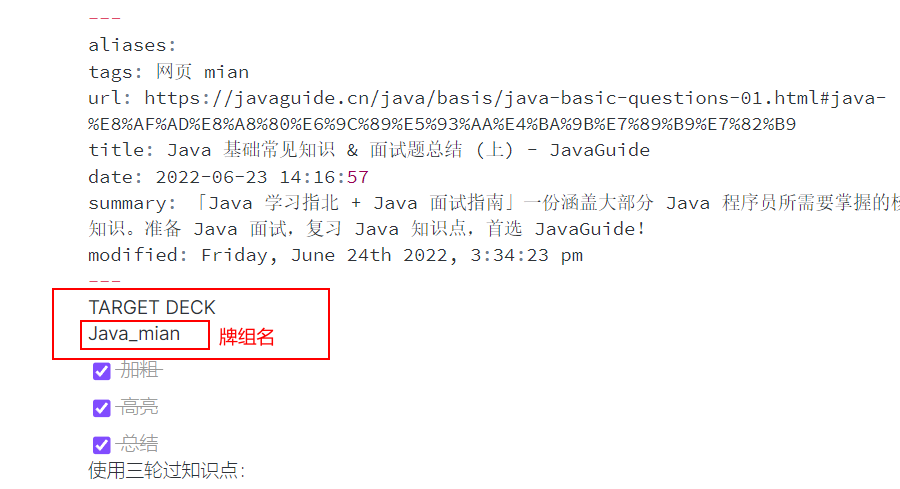 ---
aliases:
tags: 网页 mian
url: https://javaguide.cn/java/basis/java-basic-questions-01.html#java-
%E8%AF%AD%E8%A8%80%E6%9C%89%E5%93%AA%E4%BA%9B%E7%89%B9%E7%82%B9
title: Java 基础常见知识 & 面试题总结 (上) - JavaGuide
date: 2022-06-23 14:16:57
summary: 「Java 学习指北 + Java 面试指南」一份涵盖大部分 Java 程序员所需要掌握的
知识。准备 Java 面试，复习 Java 知识点，首选 JavaGuide！
modified: Friday, June 24th 2022, 3:34:23 pm
---
TARGET DECK
Java_mian 牌组名
加粗
高亮
总结
使用三轮过知识点：